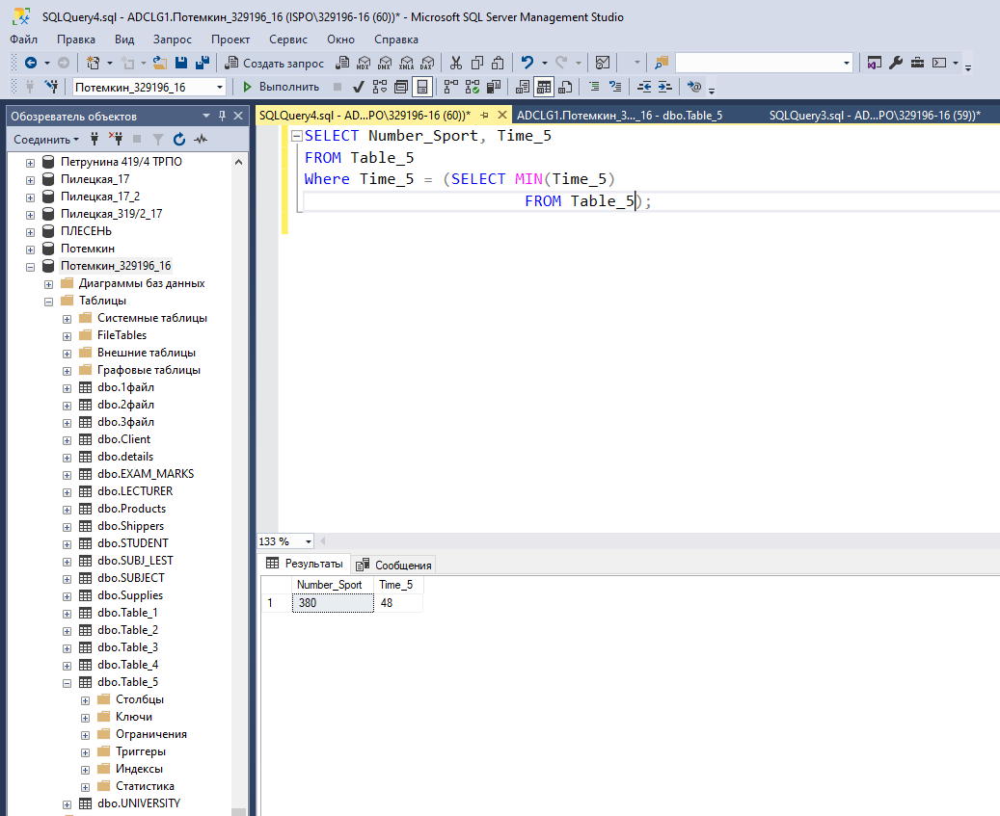 SQLQuery4.sql - ADCLG1.Потемкин_329196_16 (ISPO\329196-16 (60))* - Microsoft SQL Server Management Studio
Файл Правка Вид Запрос Проект Сервис Окно Справка
Создать запрос MDX DMX XMLA DAX
Потемкин_329196_16 Выполнить
Обозреватель объектов
Соединить
Петрунина 419/4 ТРПО
Пилецкая_17
Пилецкая_17_2
Пилецкая_319/2_17
ПЛЕСЕНЬ
Потемкин
Потемкин_329196_16
Диаграммы баз данных
Таблицы
Системные таблицы
FileTables
Внешние таблицы
Графовые таблицы
dbo.1файл
dbo.2файл
dbo.3файл
dbo.Client
dbo.details
dbo.EXAM_MARKS
dbo.LECTURER
dbo.Products
dbo.Shippers
dbo.STUDENT
dbo.SUBJ_LEST
dbo.SUBJECT
dbo.Supplies
dbo.Table_1
dbo.Table_2
dbo.Table_3
dbo.Table_4
dbo.Table_5
Столбцы
Ключи
Ограничения
Триггеры
Индексы
Статистика
dbo.UNIVERSITY
SQLQuery4.sql - AD...PO\329196-16 (60))* ADCLG1.Потемкин_3..._16 - dbo.Table_5 SQLQuery3.sql - AD...PO\329196-16 (59))*
SELECT Number_Sport, Time_5
FROM Table_5
Where Time_5 = (SELECT MIN(Time_5)
FROM Table_5);
133 %
Результаты Сообщения
Number_Sport Time_5
1 380 48